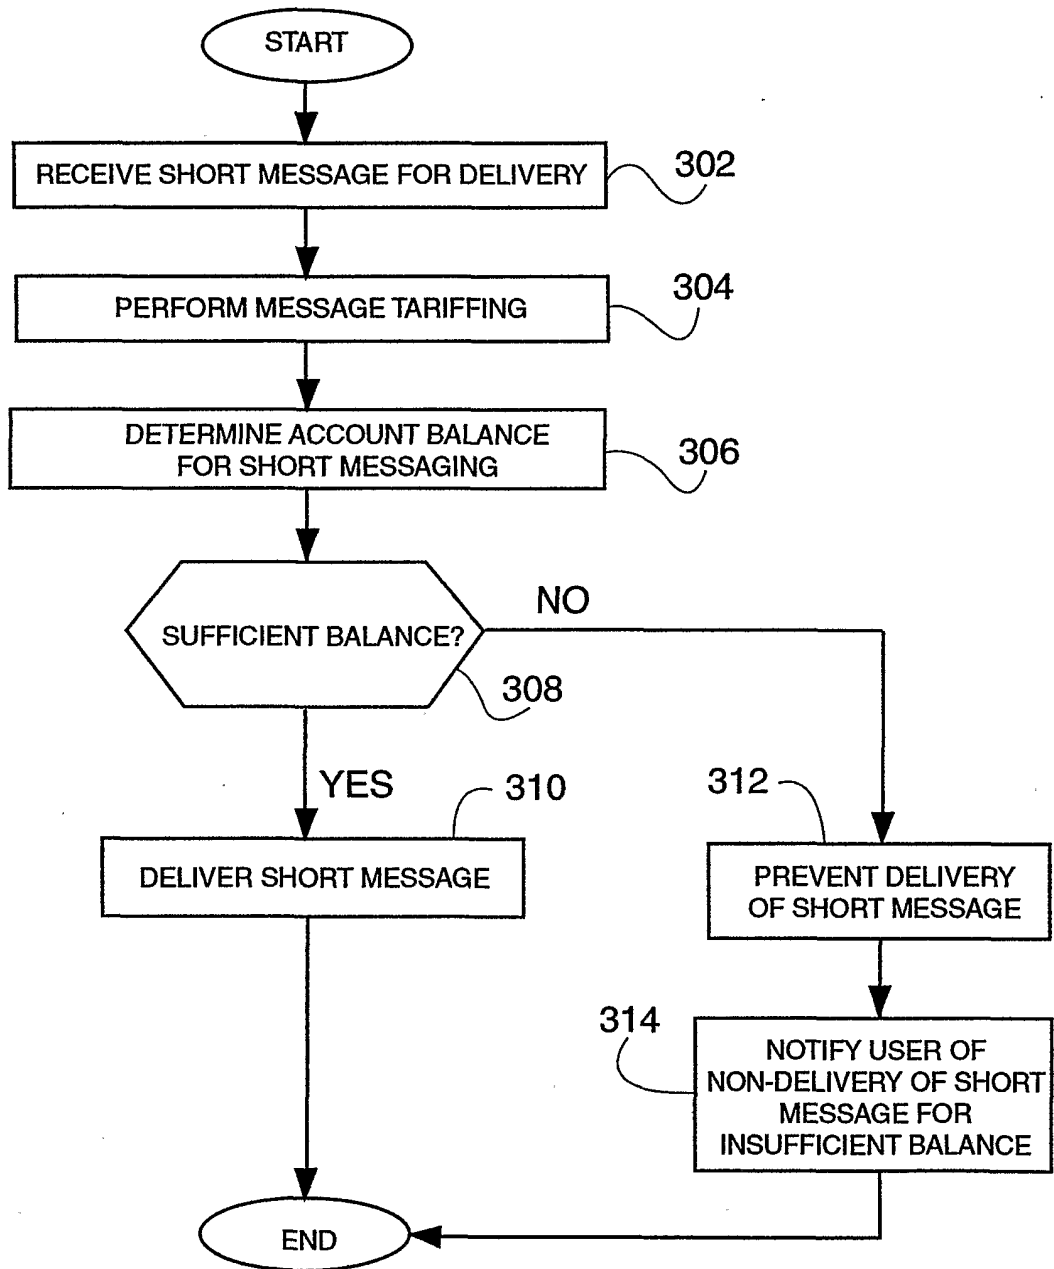 START
RECEIVE SHORT MESSAGE FOR DELIVERY
302
PERFORM MESSAGE TARIFFING
304
DETERMINE ACCOUNT BALANCE
FOR SHORT MESSAGING
306
SUFFICIENT BALANCE?
NO
308
YES
310
DELIVER SHORT MESSAGE
312
PREVENT DELIVERY
OF SHORT MESSAGE
314
NOTIFY USER OF
NON-DELIVERY OF SHORT
MESSAGE FOR
INSUFFICIENT BALANCE
END